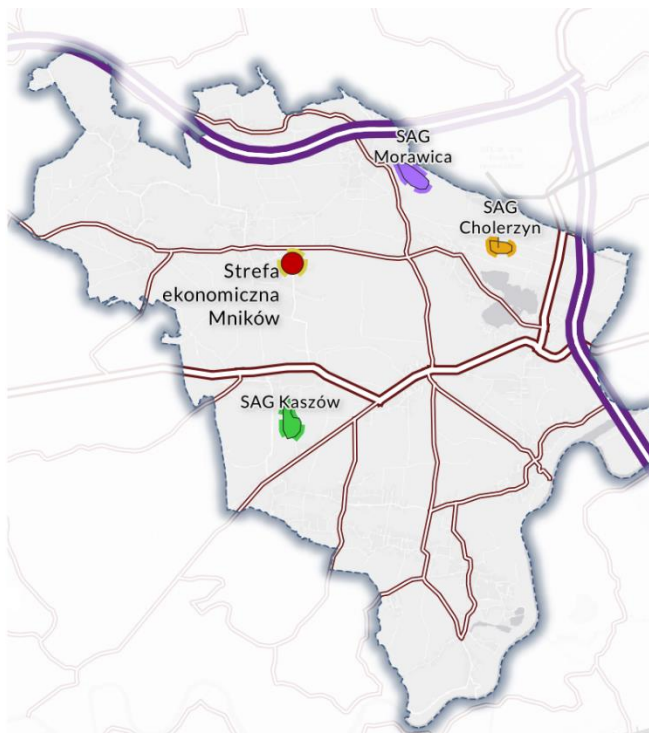 SAG
Morawica
SAG
Cholerzyn
Strefa
ekonomiczna
Mników
SAG Kaszów